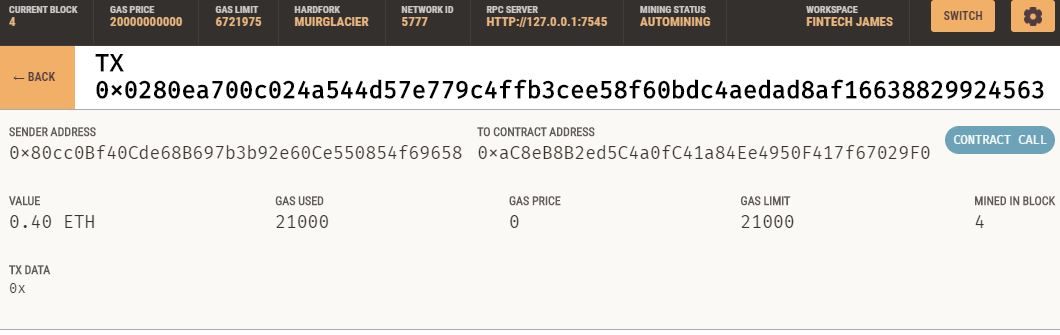 CURRENT BLOCK GAS PRICE GAS LIMIT HARDFORK NETWORK ID RPC SERVER MINING STATUS WORKSPACE
4 20000000000 6721975 MUIRGLACIER 5777 HTTP://127.0.0.1:7545 AUTOMINING FINTECH JAMES SWITCH
← BACK
TX
0×0280ea700c024a544d57e779c4ffb3cee58f60bdc4aedad8af16638829924563
SENDER ADDRESS TO CONTRACT ADDRESS
0×80cc0Bf40Cde68B697b3b92e60Ce550854f69658 0×aC8eB8B2ed5C4a0fC41a84Ee4950F417f67029F0 CONTRACT CALL
VALUE GAS USED GAS PRICE GAS LIMIT MINED IN BLOCK
0.40 ETH 21000 0 21000 4
TX DATA
0x